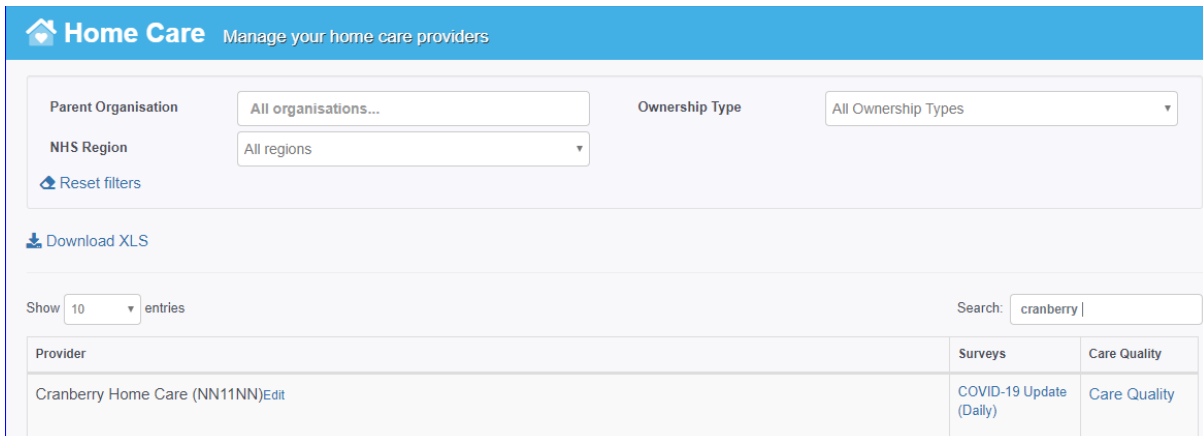 Home Care Manage your home care providers
Parent Organisation All organisations... Ownership Type All Ownership Types
NHS Region All regions
Reset filters
Download XLS
Show 10 entries Search: cranberry
Provider Surveys Care Quality
Cranberry Home Care (NN11NN)Edit COVID-19 Update Care Quality
(Daily)